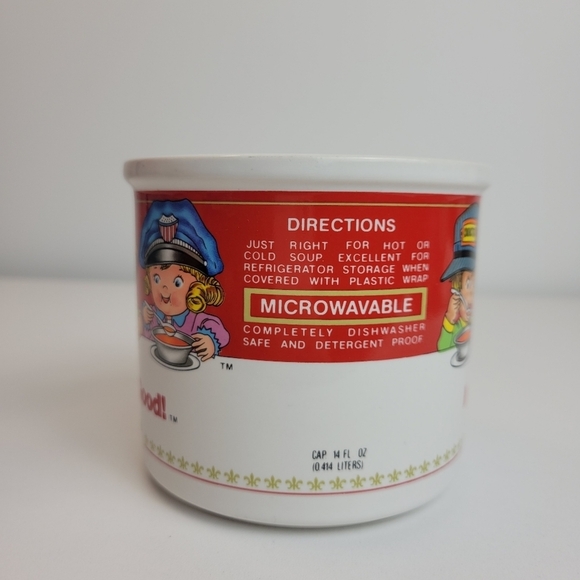 DIRECTIONS
JUST RIGHT FOR HOT OR
COLD SOUP. EXCELLENT FOR
REFRIGERATOR STORAGE WHEN
COVERED WITH PLASTIC WRAP
MICROWAVABLE
COMPLETELY DISHWASHER
SAFE AND DETERGENT PROOF
TM
ood! TM
CAP 14 FL OZ
(0.414 LITERS)